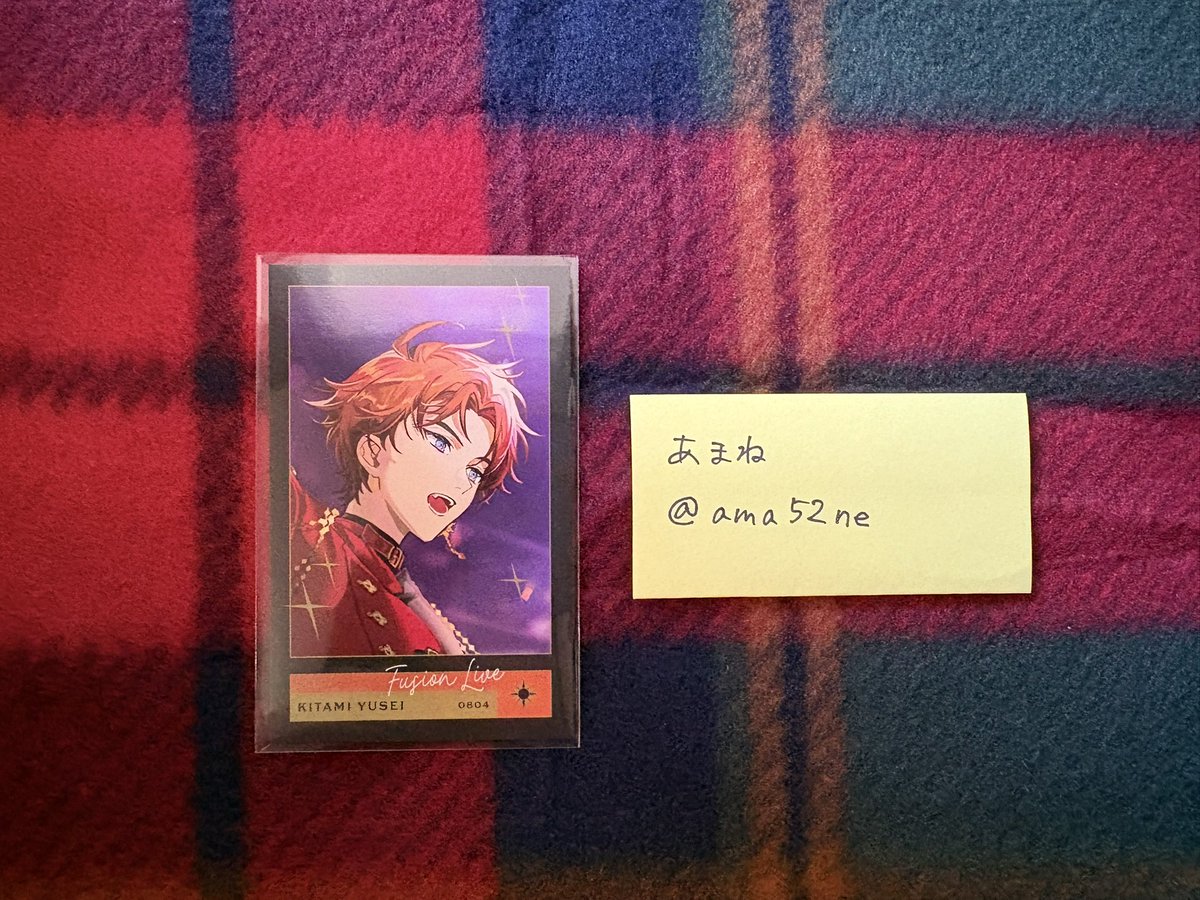 Fusion Live
KITAMI YUSEI 0804
あまね
@ama52ne